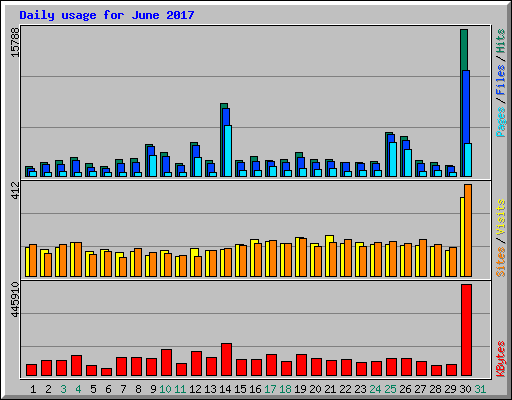 Daily usage for June 2017
15788
Pages / Files / Hits
412
Sites / Visits
445910
KBytes
1 2 3 4 5 6 7 8 9 10 11 12 13 14 15 16 17 18 19 20 21 22 23 24 25 26 27 28 29 30 31